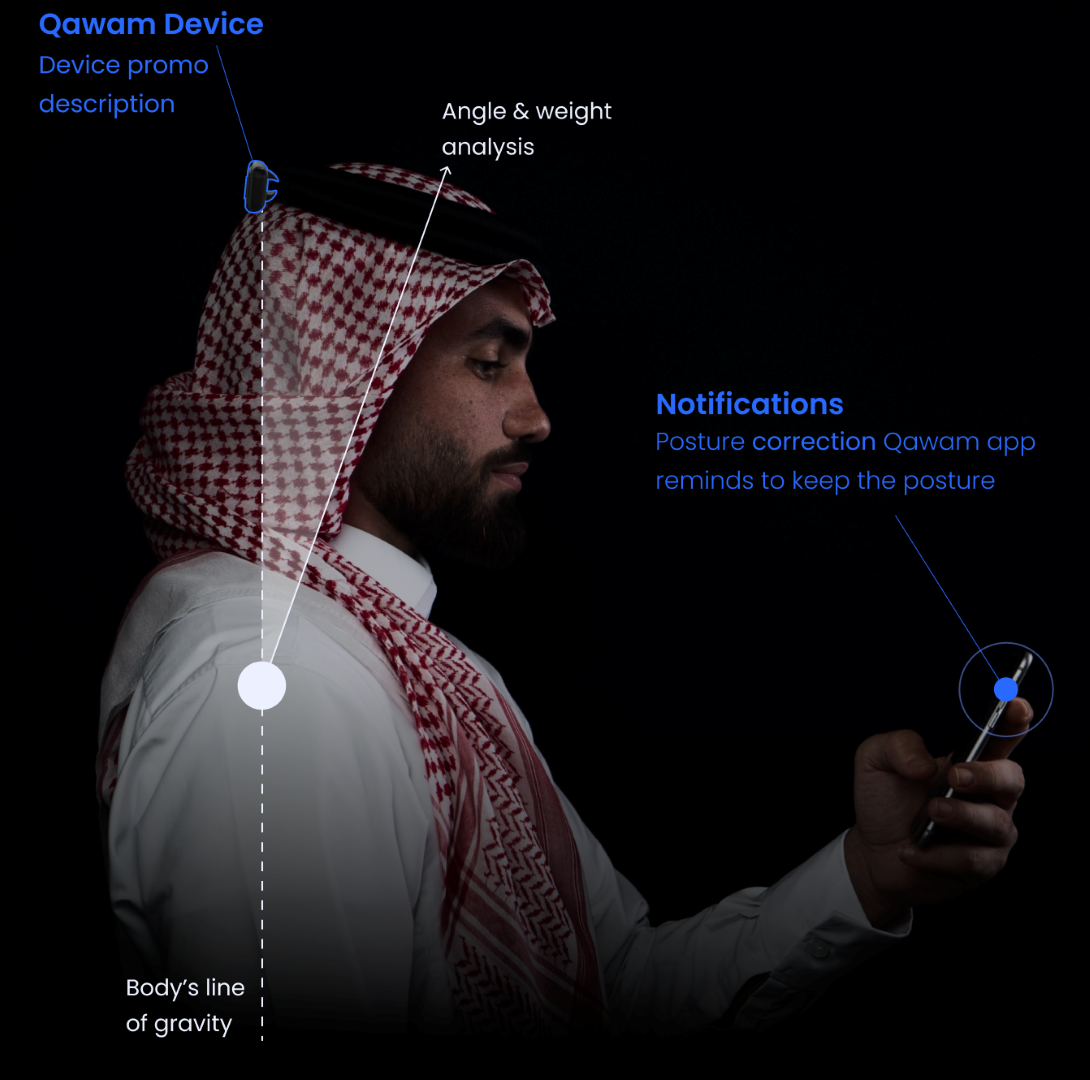 Qawam Device
Device promo
description
Angle & weight
analysis
Notifications
Posture correction Qawam app
reminds to keep the posture
Body’s line
of gravity